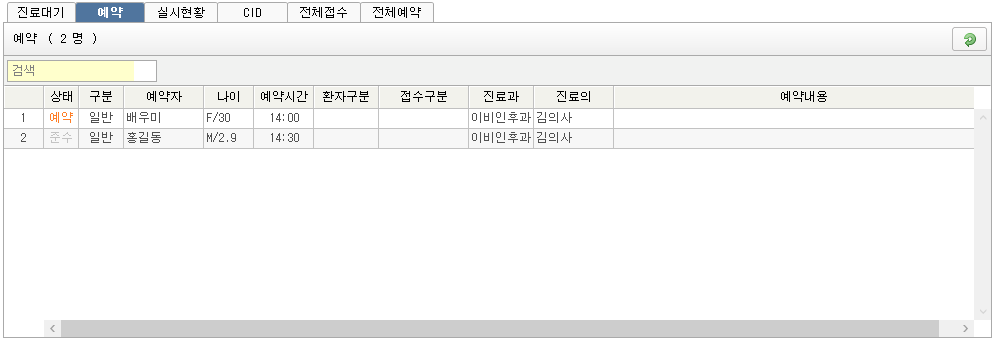 진료대기 예약 실시현황 CID 전체접수 전체예약
예약 ( 2 명 )
검색
상태 구분 예약자 나이 예약시간 환자구분 접수구분 진료과 진료의 예약내용
1 예약 일반 배우미 F/30 14:00 이비인후과 김의사
2 준수 일반 홍길동 M/2.9 14:30 이비인후과 김의사